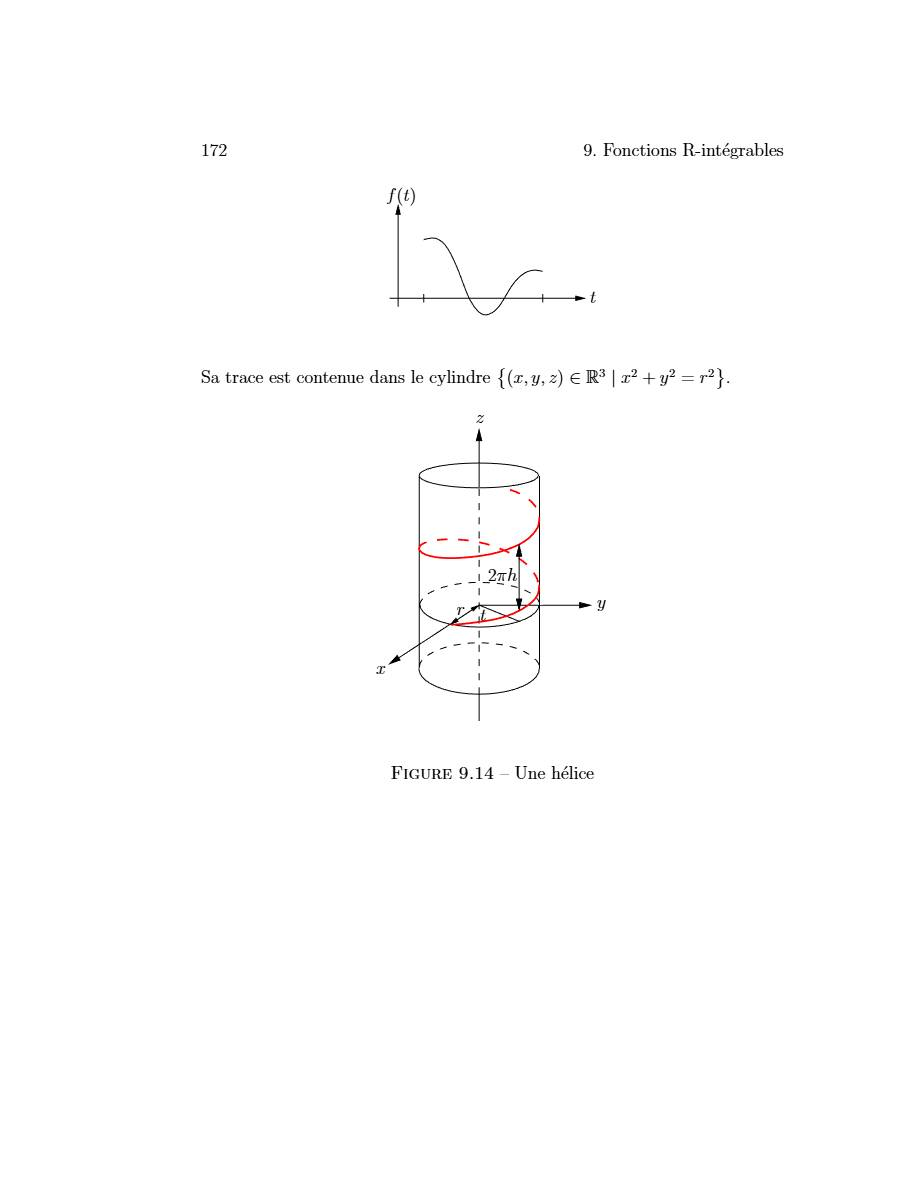 172 9. Fonctions R-intégrables
f(t)
t
Sa trace est contenue dans le cylindre {(x, y, z) ∈ ℝ³ | x² + y² = r²}.
z
2πh
r
t
y
x
FIGURE 9.14 – Une hélice